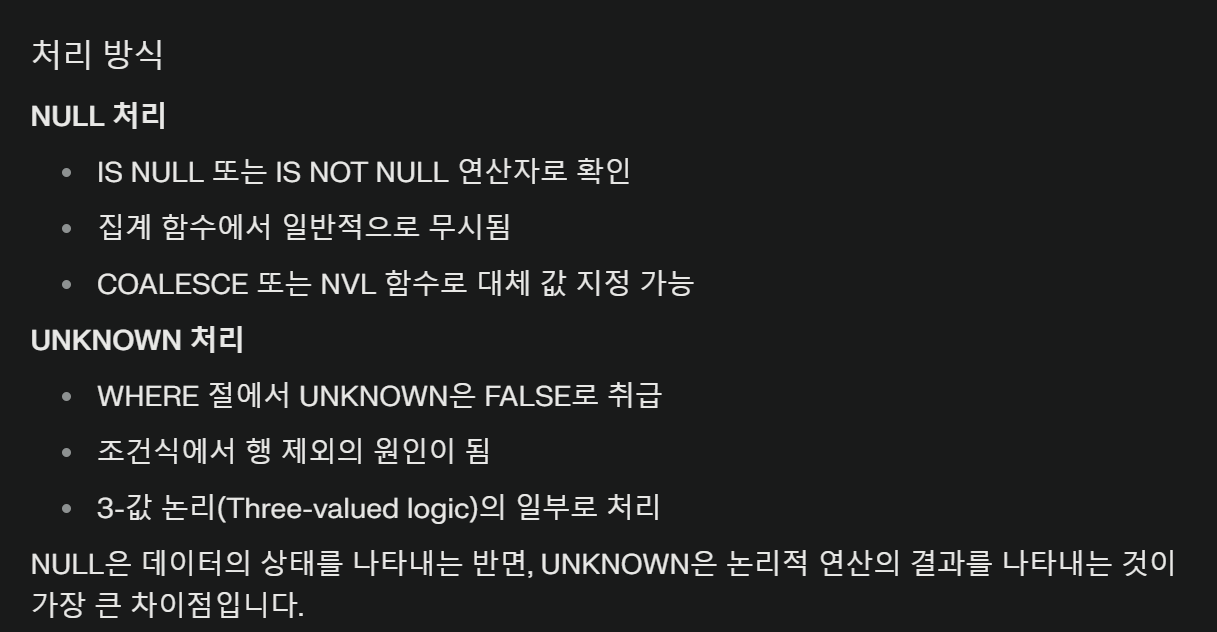 처리 방식
NULL 처리
• IS NULL 또는 IS NOT NULL 연산자로 확인
• 집계 함수에서 일반적으로 무시됨
• COALESCE 또는 NVL 함수로 대체 값 지정 가능
UNKNOWN 처리
• WHERE 절에서 UNKNOWN은 FALSE로 취급
• 조건식에서 행 제외의 원인이 됨
• 3-값 논리(Three-valued logic)의 일부로 처리
NULL은 데이터의 상태를 나타내는 반면, UNKNOWN은 논리적 연산의 결과를 나타내는 것이
가장 큰 차이점입니다.